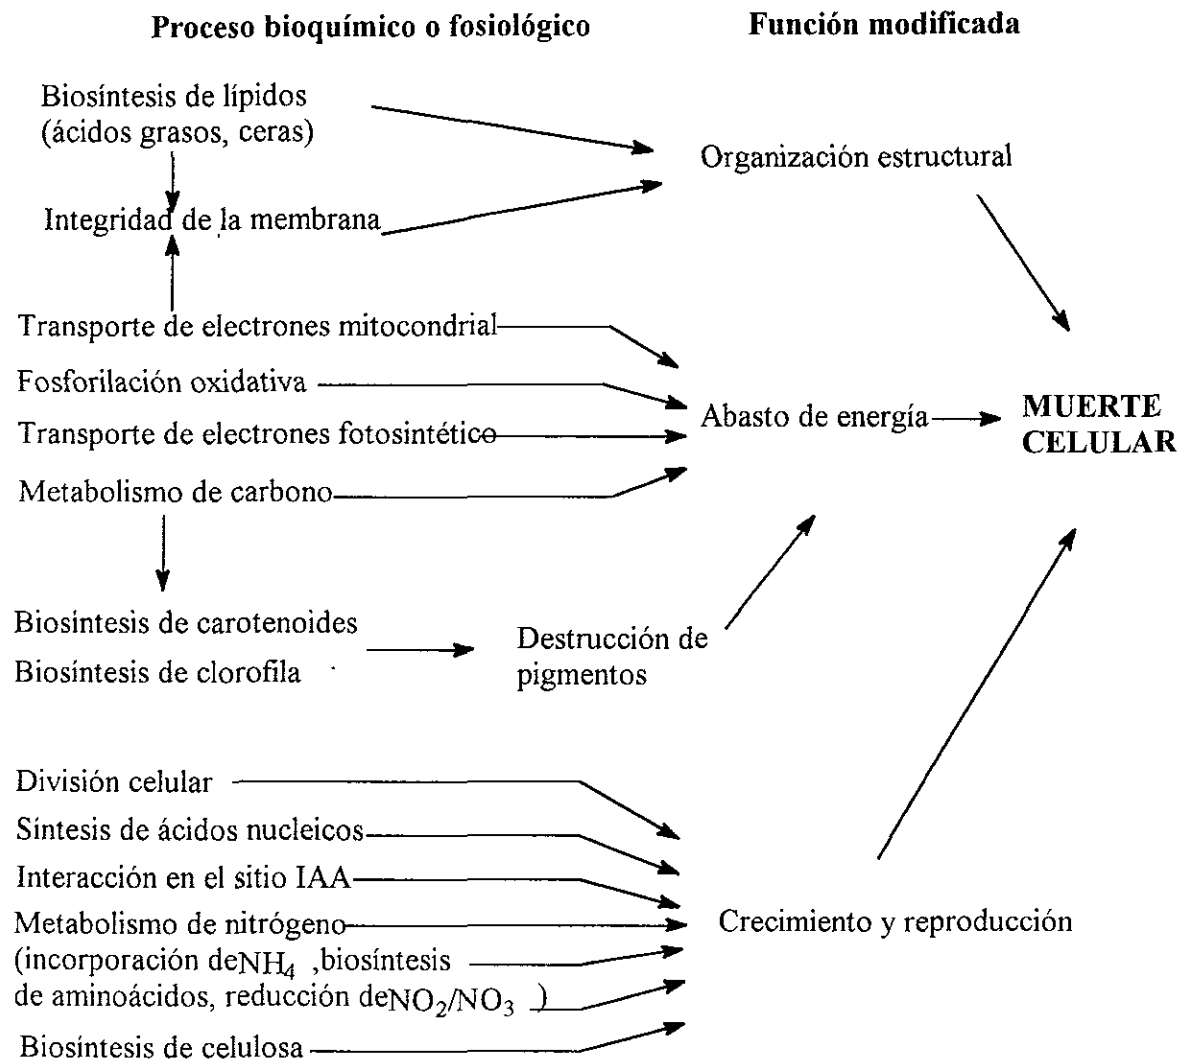 Proceso bioquímico o fosiológico
Función modificada
Biosíntesis de lípidos
(ácidos grasos, ceras)
Organización estructural
Integridad de la membrana
Transporte de electrones mitocondrial
Fosforilación oxidativa
Transporte de electrones fotosintético
Metabolismo de carbono
Abasto de energía
MUERTE
CELULAR
Biosíntesis de carotenoides
Biosíntesis de clorofila
Destrucción de
pigmentos
División celular
Síntesis de ácidos nucleicos
Interacción en el sitio IAA
Metabolismo de nitrógeno
(incorporación deNH₄ ,biosíntesis
de aminoácidos, reducción deNO₂/NO₃ )
Biosíntesis de celulosa
Crecimiento y reproducción